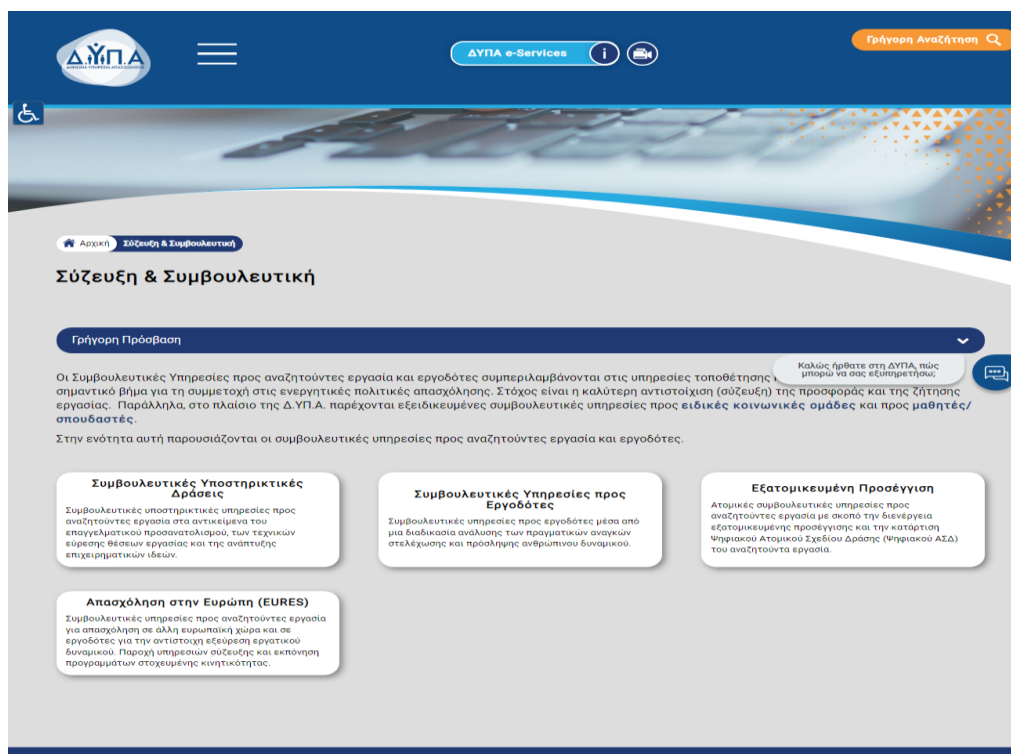 Δ.ΥΠ.Α
ΔΗΜΟΣΙΑ ΥΠΗΡΕΣΙΑ ΑΠΑΣΧΟΛΗΣΗΣ
ΔΥΠΑ e-Services
i
Γρήγορη Αναζήτηση
Αρχική Σύζευξη & Συμβουλευτική
Σύζευξη & Συμβουλευτική
Γρήγορη Πρόσβαση
Καλώς ήρθατε στη ΔΥΠΑ, πώς
μπορώ να σας εξυπηρετήσω;
Οι Συμβουλευτικές Υπηρεσίες προς αναζητούντες εργασία και εργοδότες συμπεριλαμβάνονται στις υπηρεσίες τοποθέτησης
σημαντικό βήμα για τη συμμετοχή στις ενεργητικές πολιτικές απασχόλησης. Στόχος είναι η καλύτερη αντιστοίχιση (σύζευξη) της προσφοράς και της ζήτησης
εργασίας. Παράλληλα, στο πλαίσιο της Δ.ΥΠ.Α. παρέχονται εξειδικευμένες συμβουλευτικές υπηρεσίες προς ειδικές κοινωνικές ομάδες και προς μαθητές/
σπουδαστές.
Στην ενότητα αυτή παρουσιάζονται οι συμβουλευτικές υπηρεσίες προς αναζητούντες εργασία και εργοδότες.
Συμβουλευτικές Υποστηρικτικές
Δράσεις
Συμβουλευτικές υποστηρικτικές υπηρεσίες προς
αναζητούντες εργασία στα αντικείμενα του
επαγγελματικού προσανατολισμού, των τεχνικών
εύρεσης θέσεων εργασίας και της ανάπτυξης
επιχειρηματικών ιδεών.
Συμβουλευτικές Υπηρεσίες προς
Εργοδότες
Συμβουλευτικές υπηρεσίες προς εργοδότες μέσα από
μια διαδικασία ανάλυσης των πραγματικών αναγκών
στελέχωσης και πρόσληψης ανθρώπινου δυναμικού.
Εξατομικευμένη Προσέγγιση
Ατομικές συμβουλευτικές υπηρεσίες προς
αναζητούντες εργασία με σκοπό την διενέργεια
εξατομικευμένης προσέγγισης και την κατάρτιση
Ψηφιακού Ατομικού Σχεδίου Δράσης (Ψηφιακού ΑΣΔ)
του αναζητούντα εργασία.
Απασχόληση στην Ευρώπη (EURES)
Συμβουλευτικές υπηρεσίες προς αναζητούντες εργασία
για απασχόληση σε άλλη ευρωπαϊκή χώρα και σε
εργοδότες για την αντίστοιχη εξεύρεση εργατικού
δυναμικού. Παροχή υπηρεσιών σύζευξης και εκπόνηση
προγραμμάτων στοχευμένης κινητικότητας.